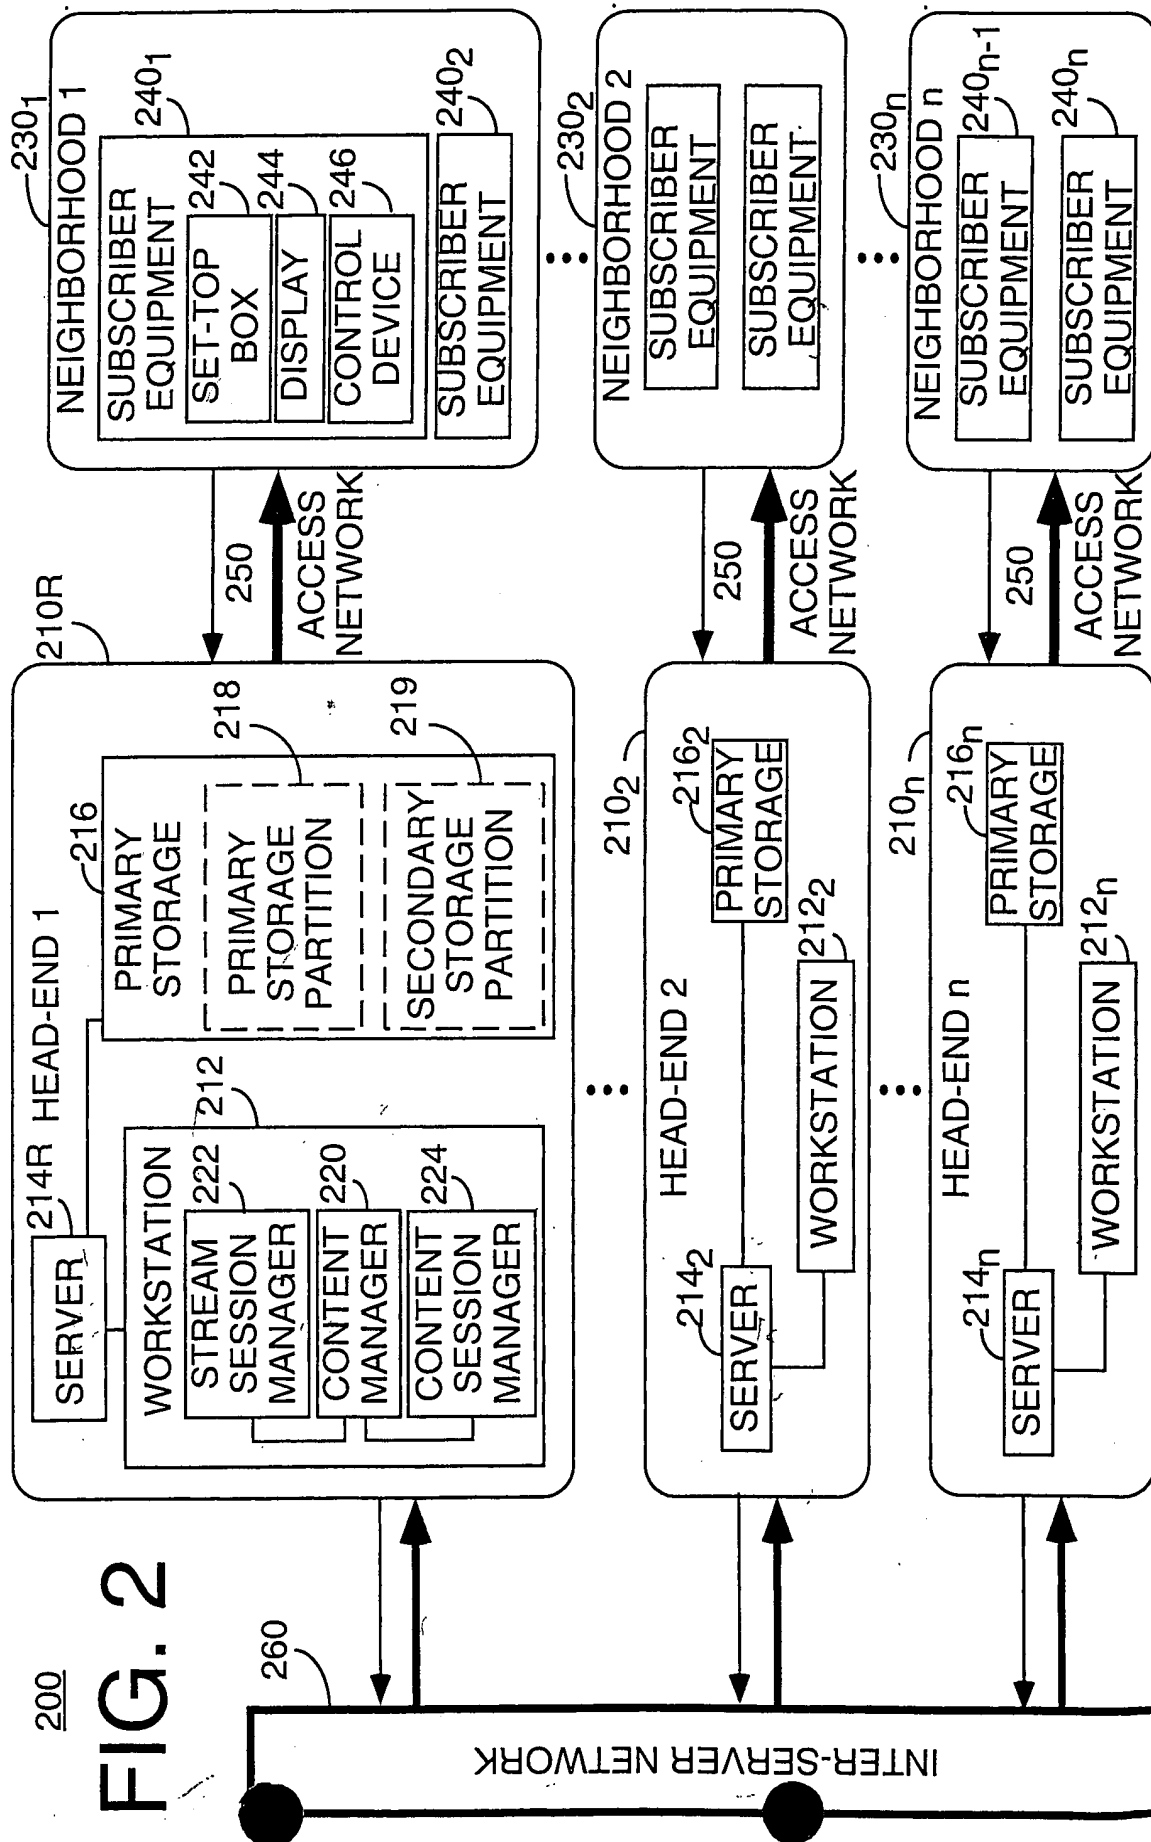 200
FIG. 2
260
INTER-SERVER NETWORK
HEAD-END 1
210R
214R
SERVER
212
WORKSTATION
222
STREAM
SESSION
MANAGER
220
CONTENT
MANAGER
224
CONTENT
SESSION
MANAGER
216
PRIMARY
STORAGE
218
PRIMARY
STORAGE
PARTITION
219
SECONDARY
STORAGE
PARTITION
250
ACCESS
NETWORK
230₁
NEIGHBORHOOD 1
240₁
SUBSCRIBER
EQUIPMENT
242
SET-TOP
BOX
244
DISPLAY
246
CONTROL
DEVICE
240₂
SUBSCRIBER
EQUIPMENT
HEAD-END 2
210₂
214₂
SERVER
216₂
PRIMARY
STORAGE
212₂
WORKSTATION
250
ACCESS
NETWORK
230₂
NEIGHBORHOOD 2
SUBSCRIBER
EQUIPMENT
SUBSCRIBER
EQUIPMENT
HEAD-END n
210ₙ
214ₙ
SERVER
216ₙ
PRIMARY
STORAGE
212ₙ
WORKSTATION
250
ACCESS
NETWORK
230ₙ
NEIGHBORHOOD n
240ₙ₋₁
SUBSCRIBER
EQUIPMENT
240ₙ
SUBSCRIBER
EQUIPMENT